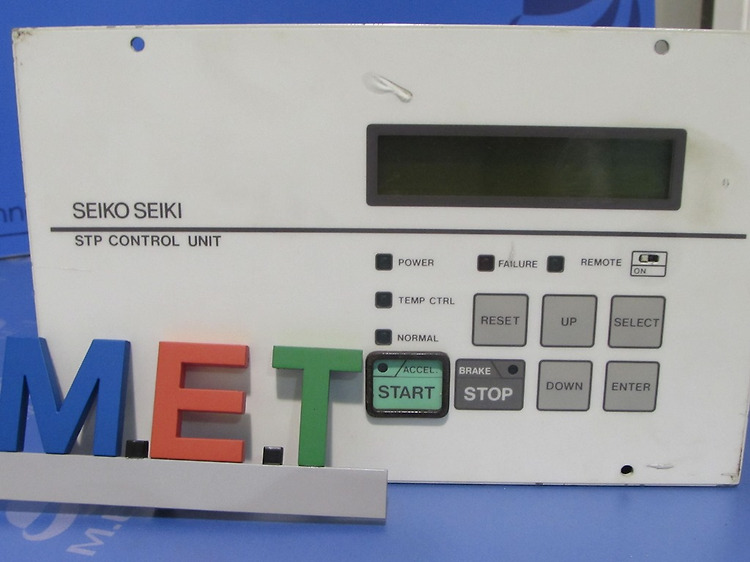 SEIKO SEIKI
STP CONTROL UNIT
POWER
FAILURE
REMOTE
ON
TEMP CTRL
NORMAL
RESET
UP
SELECT
ACCEL.
START
BRAKE
STOP
DOWN
ENTER
M.E.T